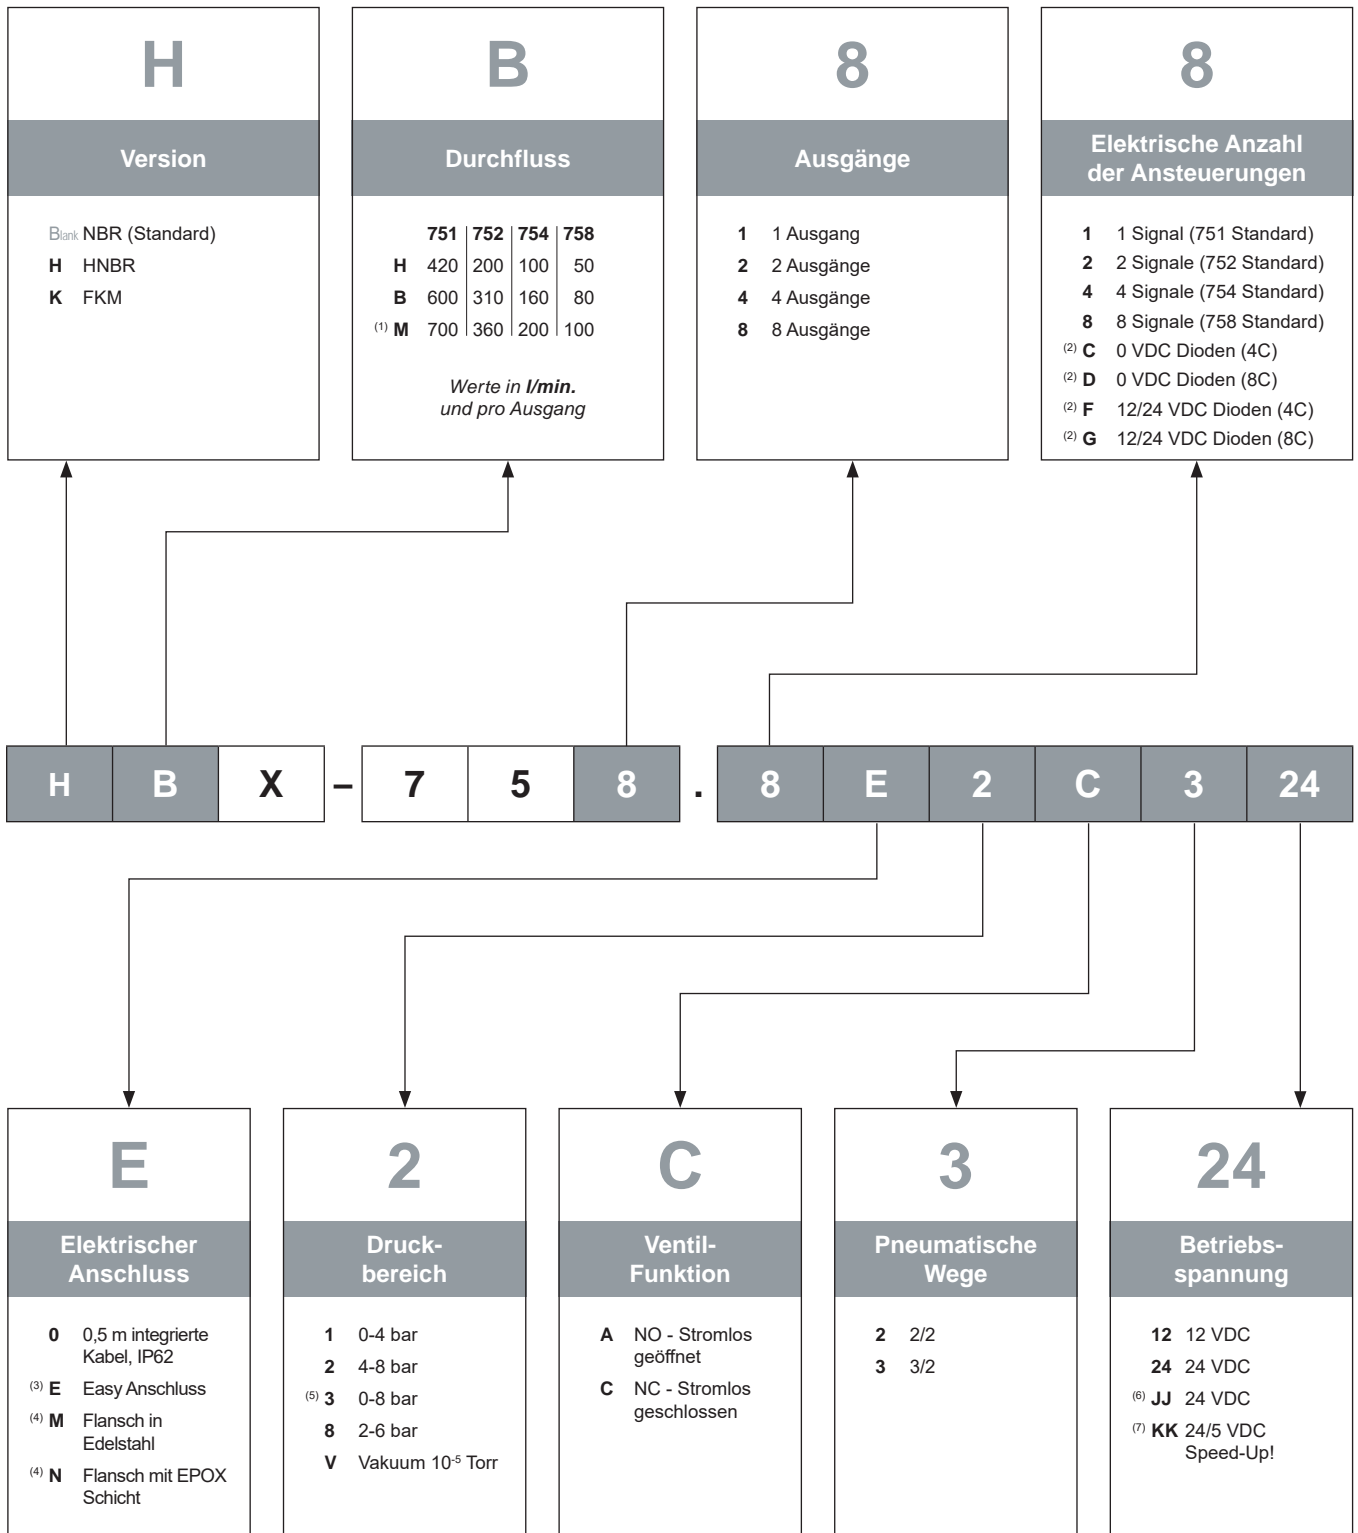 H
Version
Blank NBR (Standard)
H HNBR
K FKM
B
Durchfluss
751 752 754 758
H 420 200 100 50
B 600 310 160 80
(1) M 700 360 200 100
Werte in l/min.
und pro Ausgang
8
Ausgänge
1 1 Ausgang
2 2 Ausgänge
4 4 Ausgänge
8 8 Ausgänge
8
Elektrische Anzahl
der Ansteuerungen
1 1 Signal (751 Standard)
2 2 Signale (752 Standard)
4 4 Signale (754 Standard)
8 8 Signale (758 Standard)
(2) C 0 VDC Dioden (4C)
(2) D 0 VDC Dioden (8C)
(2) F 12/24 VDC Dioden (4C)
(2) G 12/24 VDC Dioden (8C)
H B X – 7 5 8 . 8 E 2 C 3 24
E
Elektrischer
Anschluss
0 0,5 m integrierte
Kabel, IP62
(3) E Easy Anschluss
(4) M Flansch in
Edelstahl
(4) N Flansch mit EPOX
Schicht
2
Druck-
bereich
1 0-4 bar
2 4-8 bar
(5) 3 0-8 bar
8 2-6 bar
V Vakuum 10-5 Torr
C
Ventil-
Funktion
A NO - Stromlos
geöffnet
C NC - Stromlos
geschlossen
3
Pneumatische
Wege
2 2/2
3 3/2
24
Betriebs-
spannung
12 12 VDC
24 24 VDC
(6) JJ 24 VDC
(7) KK 24/5 VDC
Speed-Up!